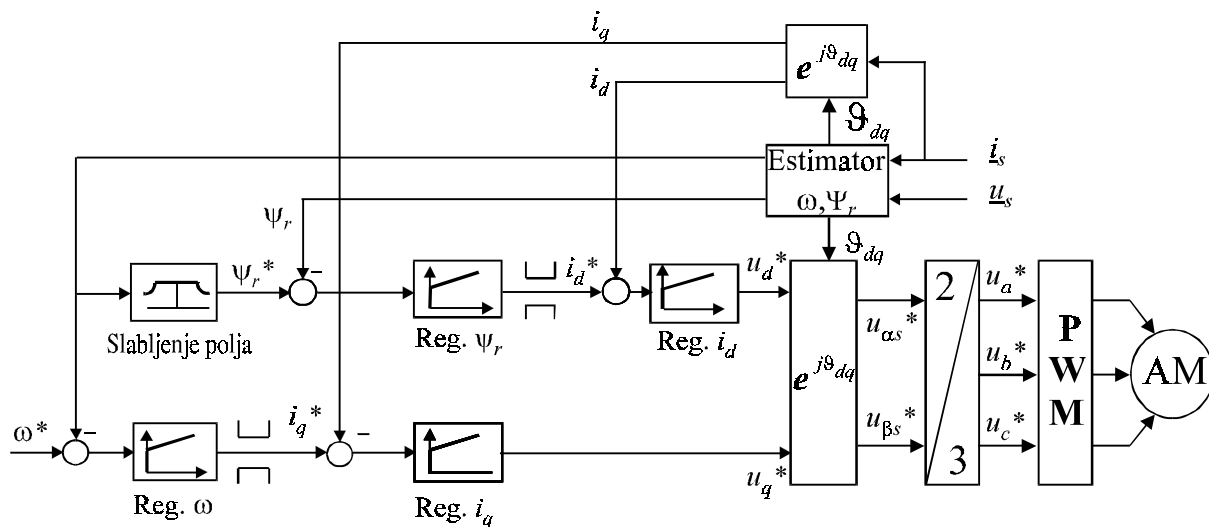 i_q
e^{jϑ_dq}
i_d
ϑ_dq
Estimator
ω,Ψ_r
i_s
u_s
ψ_r
ϑ_dq
ψ_r*
-
i_d*
u_d*
Slabljenje polja
Reg. ψ_r
Reg. i_d
e^{jϑ_dq}
u_αs*
u_βs*
2
3
u_a*
u_b*
u_c*
P
W
M
AM
ω*
-
i_q*
-
Reg. ω
Reg. i_q
u_q*